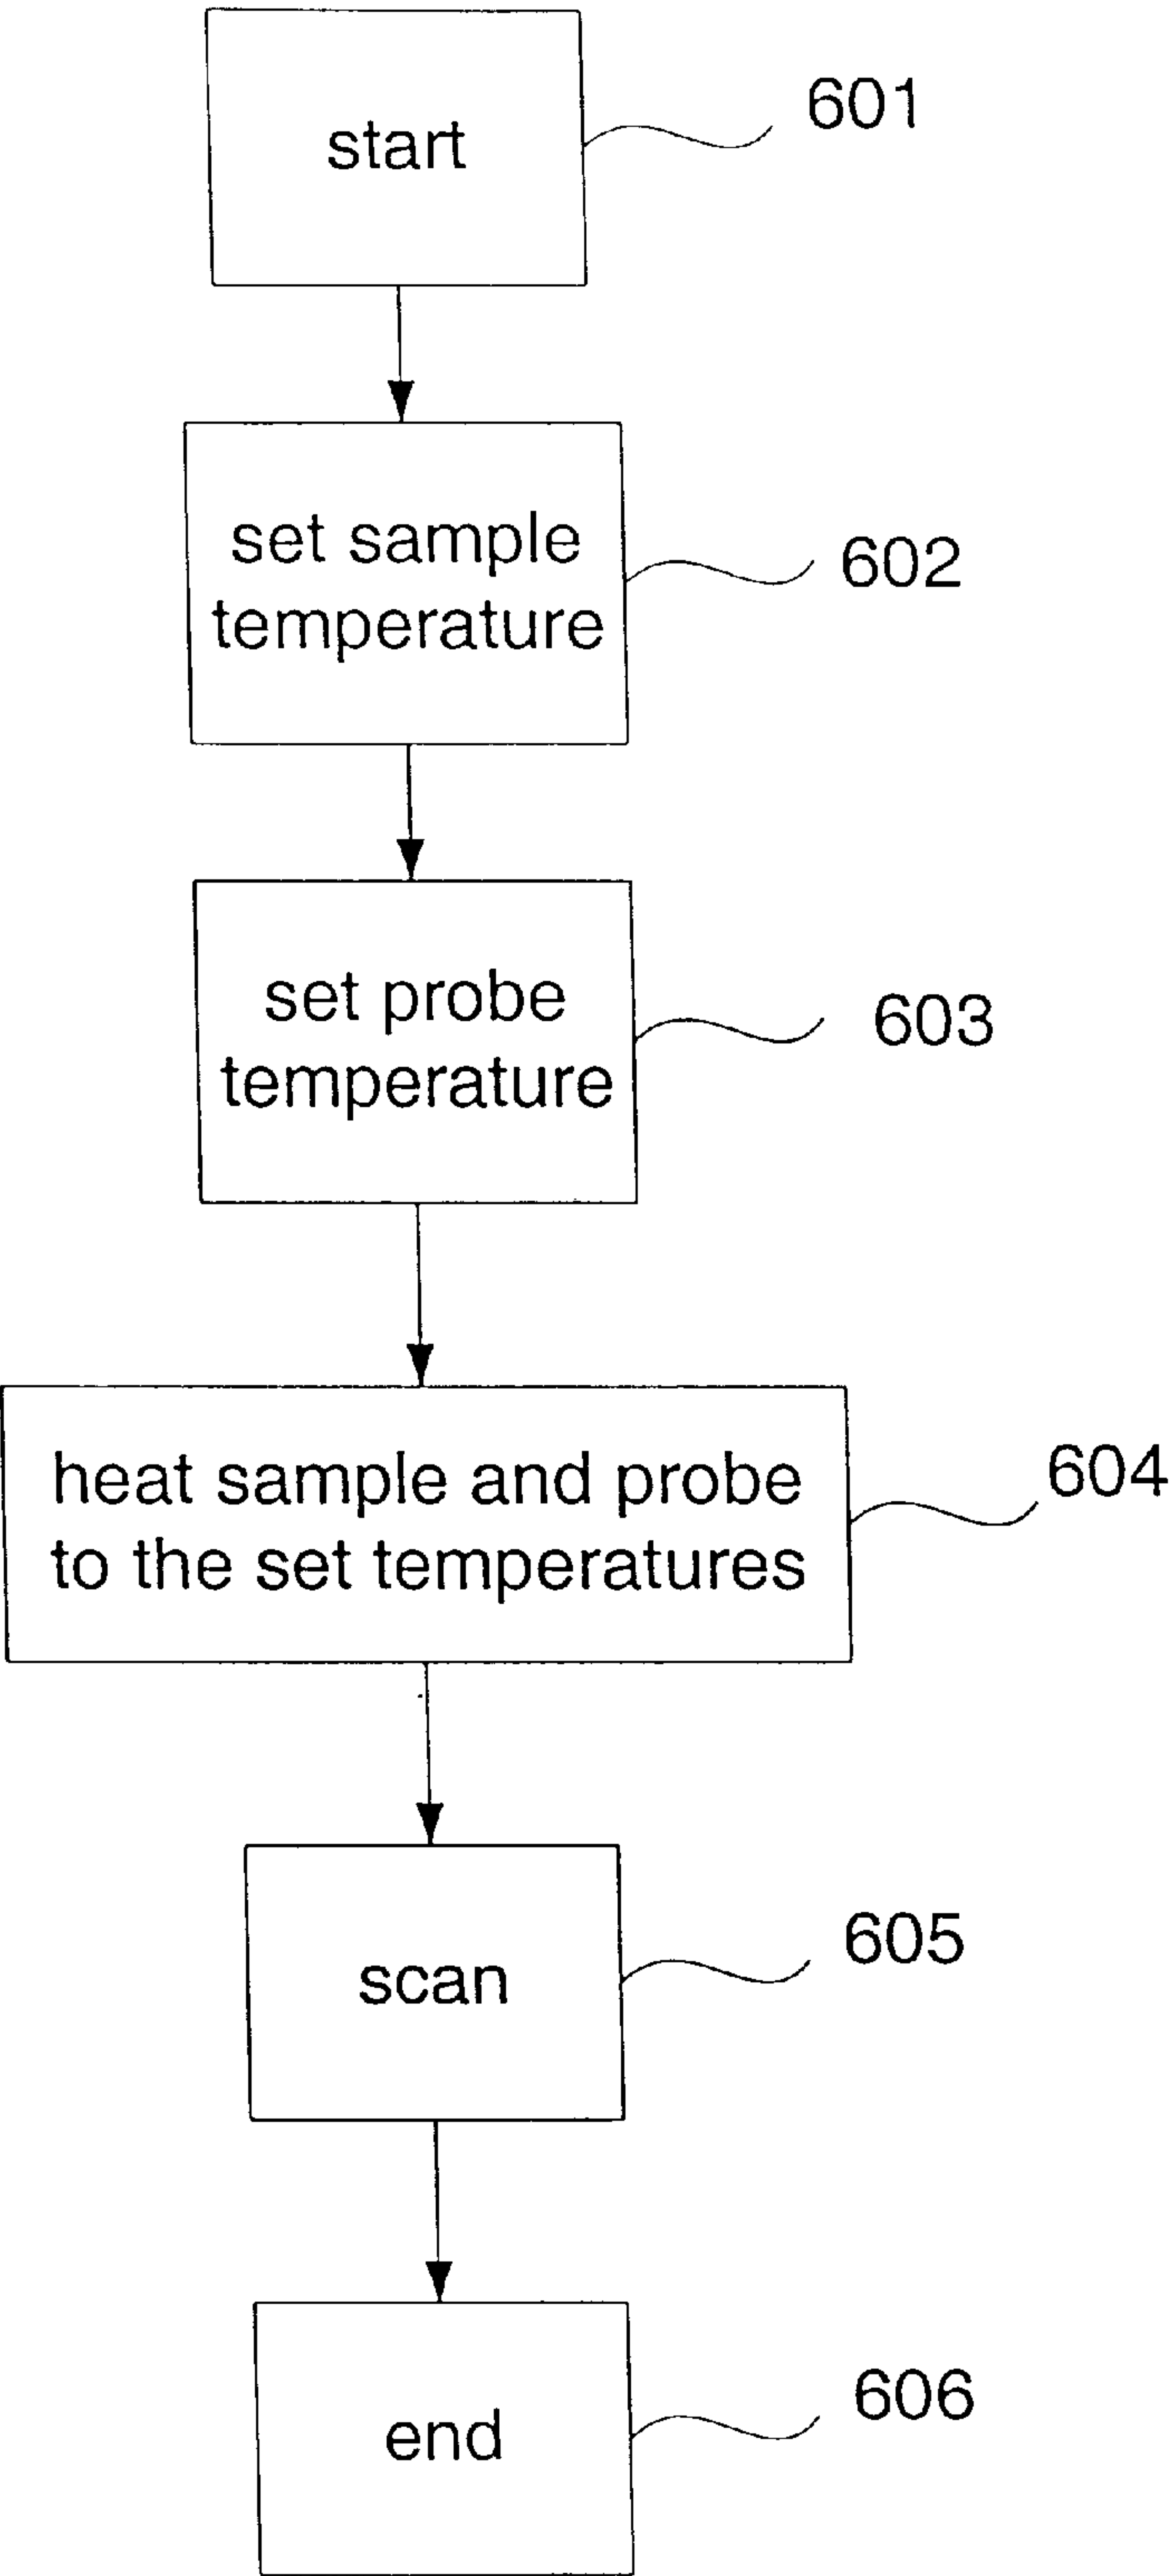 start
601
set sample
temperature
602
set probe
temperature
603
heat sample and probe
to the set temperatures
604
scan
605
end
606